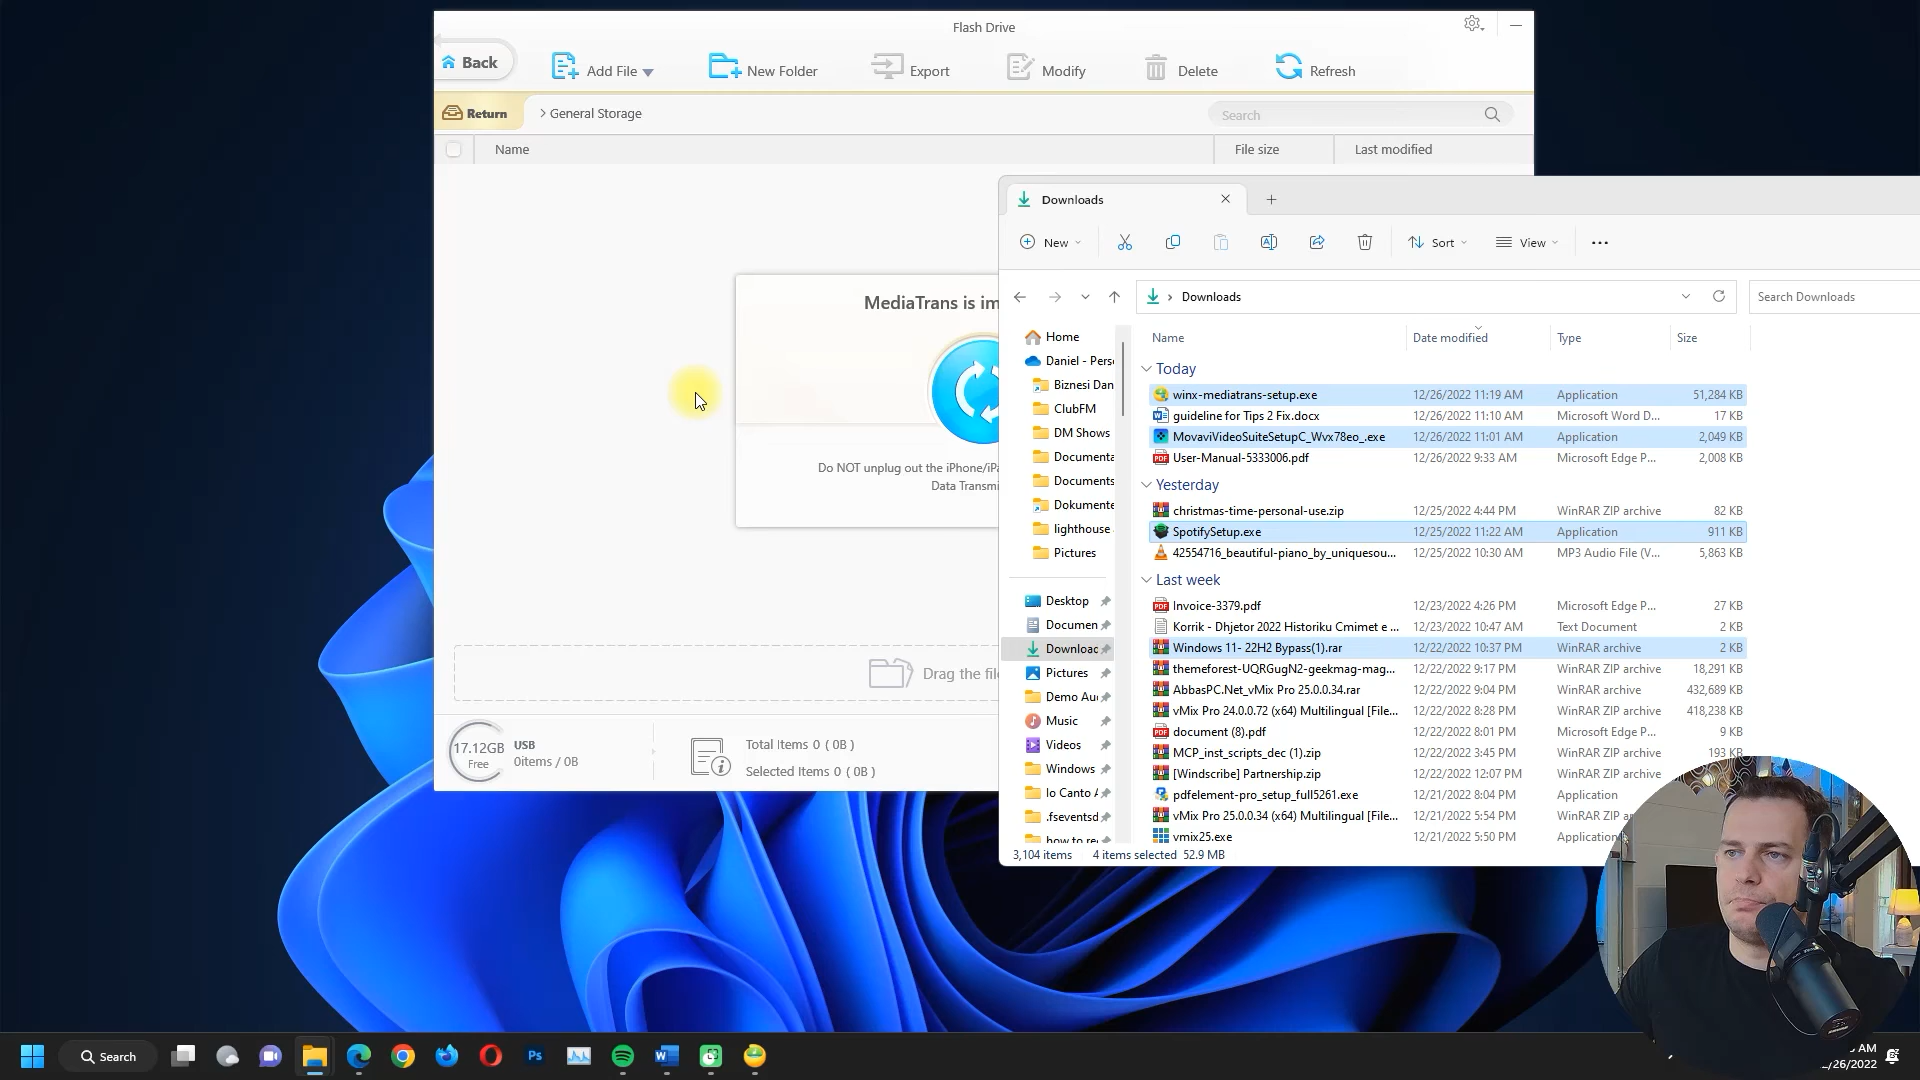 Flash Drive
Back
Add File
New Folder
Export
Modify
Delete
Refresh
Return
> General Storage
Search
Name
File size
Last modified
MediaTrans is im
Do NOT unplug out the iPhone/iPa
Data Transmi
Drag the file
17.12GB
Free
USB
0items / 0B
Total Items 0 ( 0B )
Selected Items 0 ( 0B )
Downloads
New
Sort
View
Downloads
Search Downloads
Home
Daniel - Pers
Biznesi Dan
ClubFM
DM Shows
Documenta
Documents
Dokumente
lighthouse
Pictures
Desktop
Documen
Downloac
Pictures
Demo Au
Music
Videos
Windows
Io Canto A
.fseventsd
how to re
Name Date modified Type Size
Today
winx-mediatrans-setup.exe 12/26/2022 11:19 AM Application 51,284 KB
guideline for Tips 2 Fix.docx 12/26/2022 11:10 AM Microsoft Word D... 17 KB
MovaviVideoSuiteSetupC_Wvx78eo_.exe 12/26/2022 11:01 AM Application 2,049 KB
User-Manual-5333006.pdf 12/26/2022 9:33 AM Microsoft Edge P... 2,008 KB
Yesterday
christmas-time-personal-use.zip 12/25/2022 4:44 PM WinRAR ZIP archive 82 KB
SpotifySetup.exe 12/25/2022 11:22 AM Application 911 KB
42554716_beautiful-piano_by_uniquesou... 12/25/2022 10:30 AM MP3 Audio File (V... 5,863 KB
Last week
Invoice-3379.pdf 12/23/2022 4:26 PM Microsoft Edge P... 27 KB
Korrik - Dhjetor 2022 Historiku Cmimet e ... 12/23/2022 10:47 AM Text Document 2 KB
Windows 11- 22H2 Bypass(1).rar 12/22/2022 10:37 PM WinRAR archive 2 KB
themeforest-UQRGugN2-geekmag-mag... 12/22/2022 9:17 PM WinRAR ZIP archive 18,291 KB
AbbasPC.Net_vMix Pro 25.0.0.34.rar 12/22/2022 9:04 PM WinRAR archive 432,689 KB
vMix Pro 24.0.0.72 (x64) Multilingual [File... 12/22/2022 8:28 PM WinRAR ZIP archive 418,238 KB
document (8).pdf 12/22/2022 8:01 PM Microsoft Edge P... 9 KB
MCP_inst_scripts_dec (1).zip 12/22/2022 3:45 PM WinRAR ZIP archive 193 KB
[Windscribe] Partnership.zip 12/22/2022 12:07 PM WinRAR ZIP archive
pdfelement-pro_setup_full5261.exe 12/21/2022 8:04 PM Application
vMix Pro 25.0.0.34 (x64) Multilingual [File... 12/21/2022 5:54 PM WinRAR ZIP ar
vmix25.exe 12/21/2022 5:50 PM Application
3,104 items 4 items selected 52.9 MB
Search
Ps
AM
/26/2022